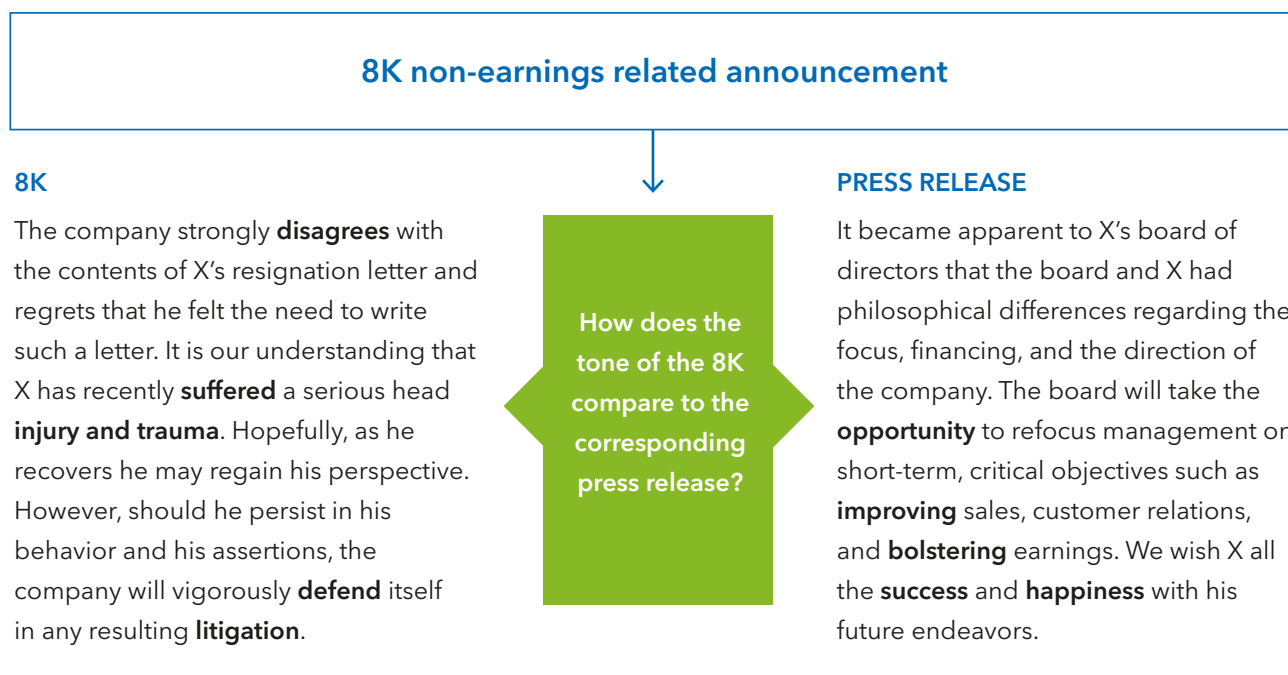 8K non-earnings related announcement
8K
The company strongly disagrees with
the contents of X’s resignation letter and
regrets that he felt the need to write
such a letter. It is our understanding that
X has recently suffered a serious head
injury and trauma. Hopefully, as he
recovers he may regain his perspective.
However, should he persist in his
behavior and his assertions, the
company will vigorously defend itself
in any resulting litigation.
How does the
tone of the 8K
compare to the
corresponding
press release?
PRESS RELEASE
It became apparent to X’s board of
directors that the board and X had
philosophical differences regarding the
focus, financing, and the direction of
the company. The board will take the
opportunity to refocus management on
short-term, critical objectives such as
improving sales, customer relations,
and bolstering earnings. We wish X all
the success and happiness with his
future endeavors.